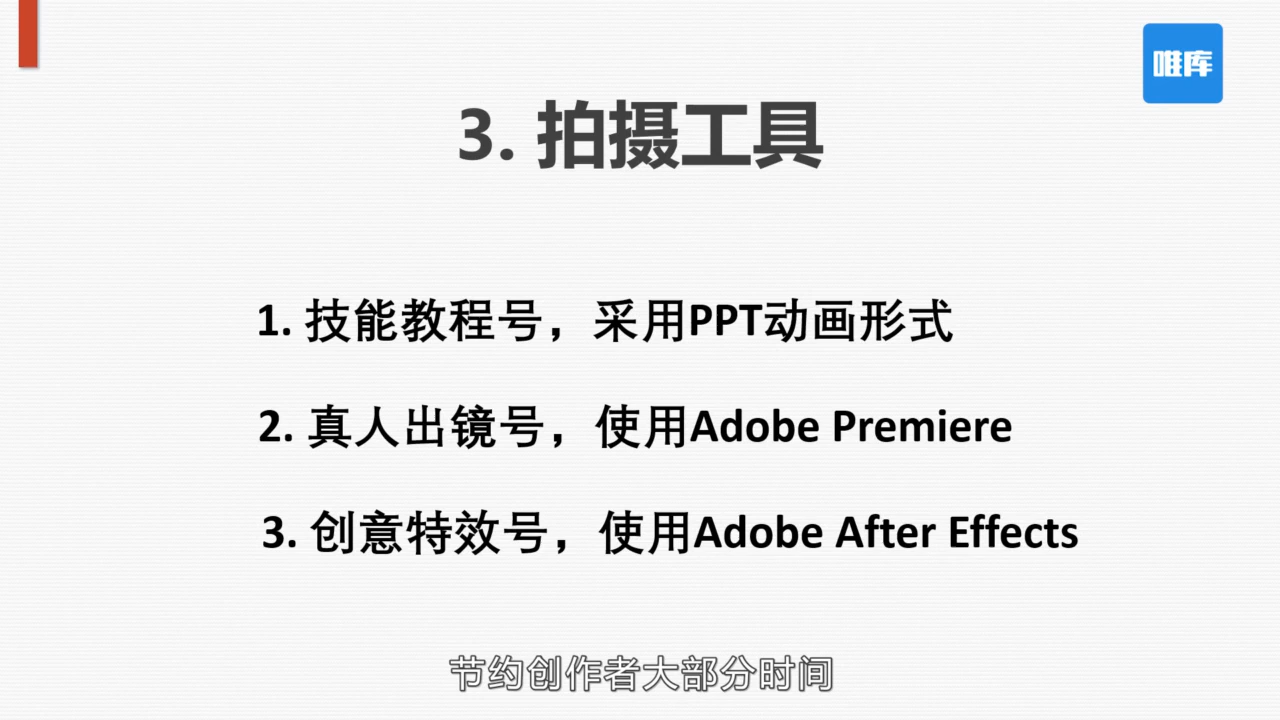 唯库
3. 拍摄工具
1. 技能教程号，采用PPT动画形式
2. 真人出镜号，使用Adobe Premiere
3. 创意特效号，使用Adobe After Effects
节约创作者大部分时间